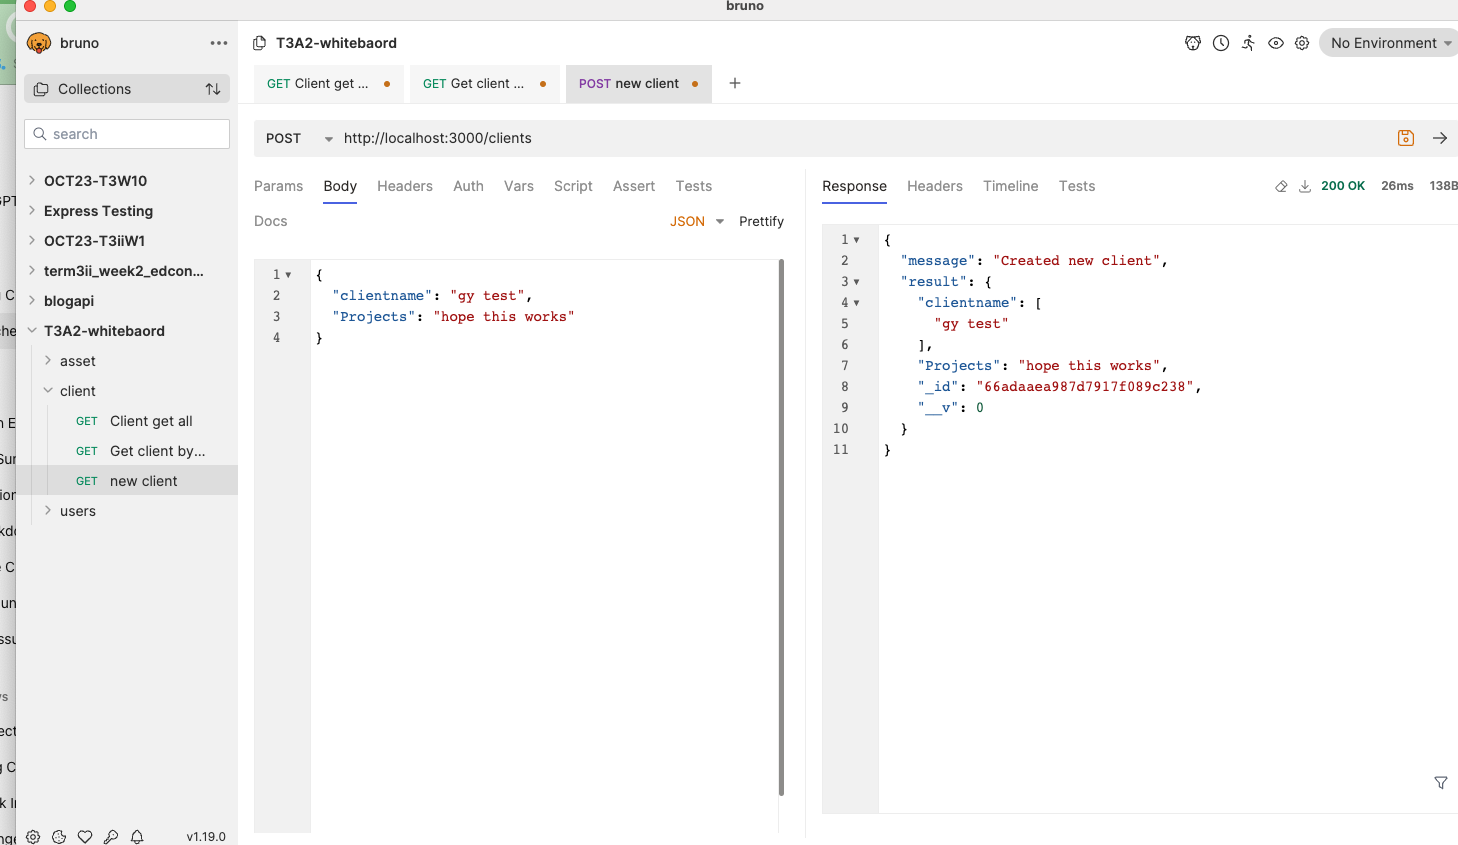 bruno
bruno
Collections
search
OCT23-T3W10
Express Testing
OCT23-T3iiW1
term3ii_week2_edcon...
blogapi
T3A2-whitebaord
asset
client
GET Client get all
GET Get client by...
GET new client
users
v1.19.0
T3A2-whitebaord
No Environment
GET Client get ...
GET Get client ...
POST new client
POST http://localhost:3000/clients
Params Body Headers Auth Vars Script Assert Tests
Docs JSON Prettify
1 {
2 "clientname": "gy test",
3 "Projects": "hope this works"
4 }
Response Headers Timeline Tests 200 OK 26ms 138B
1 {
2 "message": "Created new client",
3 "result": {
4 "clientname": [
5 "gy test"
6 ],
7 "Projects": "hope this works",
8 "_id": "66adaaea987d7917f089c238",
9 "__v": 0
10 }
11 }